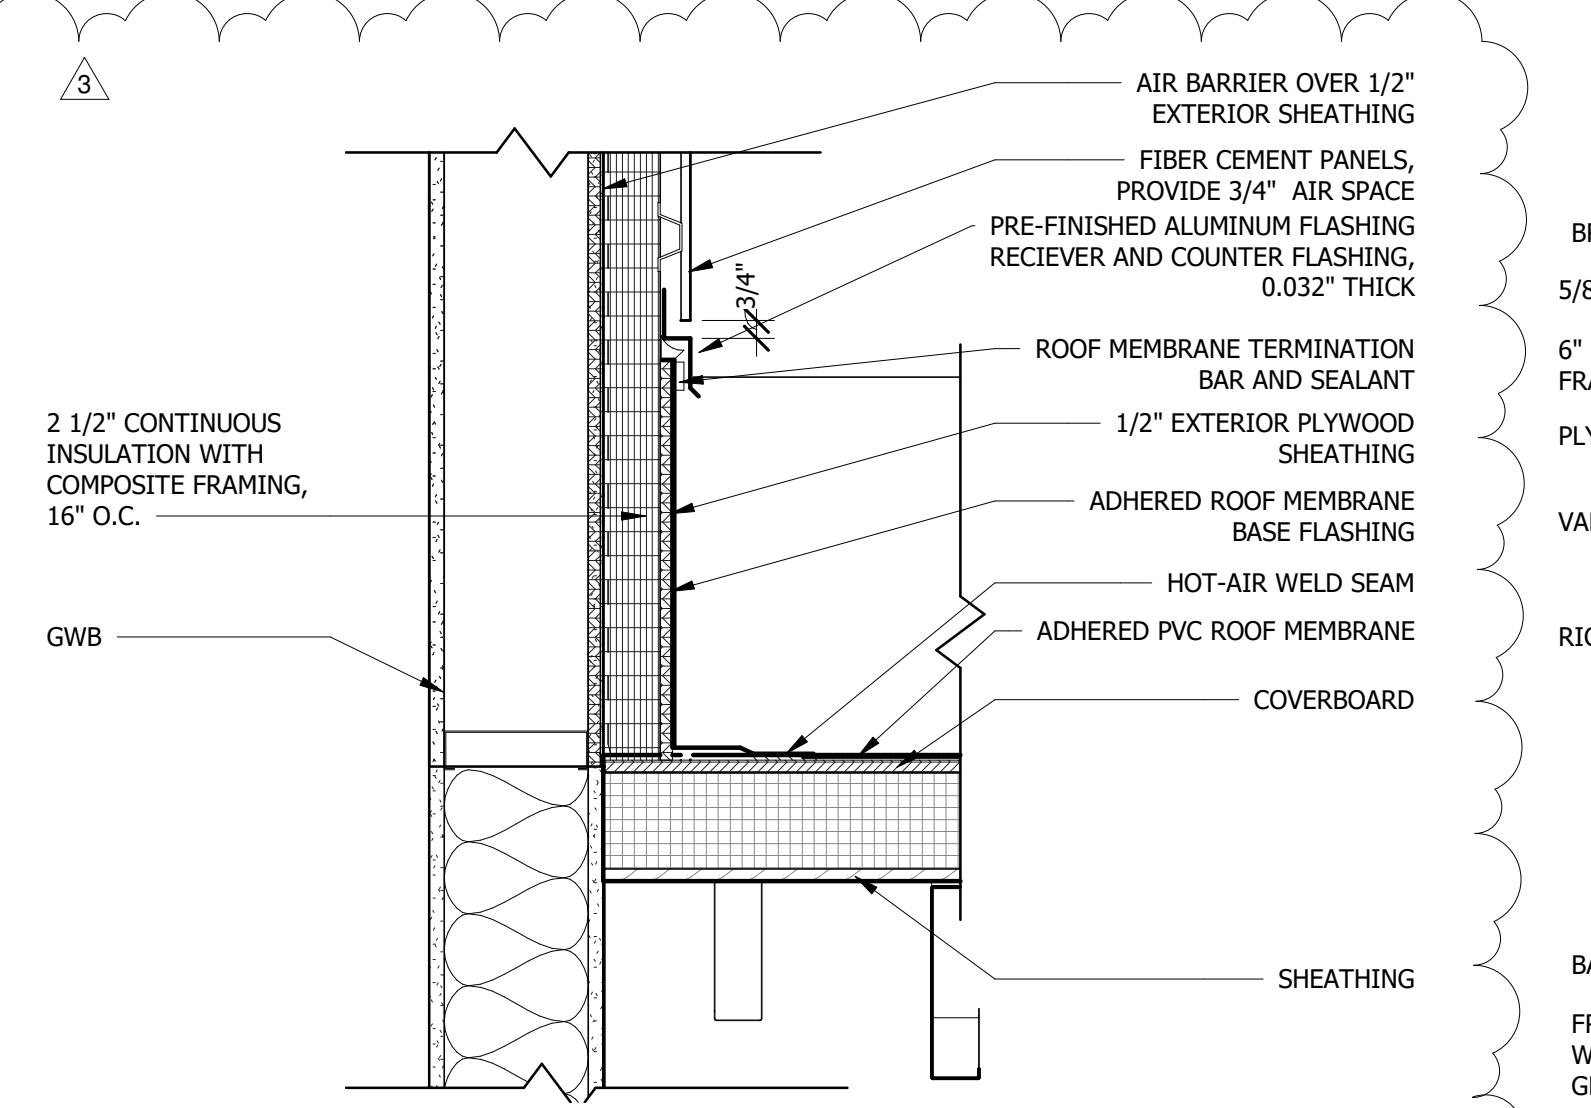 3
AIR BARRIER OVER 1/2"
EXTERIOR SHEATHING
FIBER CEMENT PANELS,
PROVIDE 3/4" AIR SPACE
PRE-FINISHED ALUMINUM FLASHING
RECIEVER AND COUNTER FLASHING,
0.032" THICK
3/4"
ROOF MEMBRANE TERMINATION
BAR AND SEALANT
1/2" EXTERIOR PLYWOOD
SHEATHING
ADHERED ROOF MEMBRANE
BASE FLASHING
HOT-AIR WELD SEAM
ADHERED PVC ROOF MEMBRANE
COVERBOARD
SHEATHING
2 1/2" CONTINUOUS
INSULATION WITH
COMPOSITE FRAMING,
16" O.C.
GWB
6"